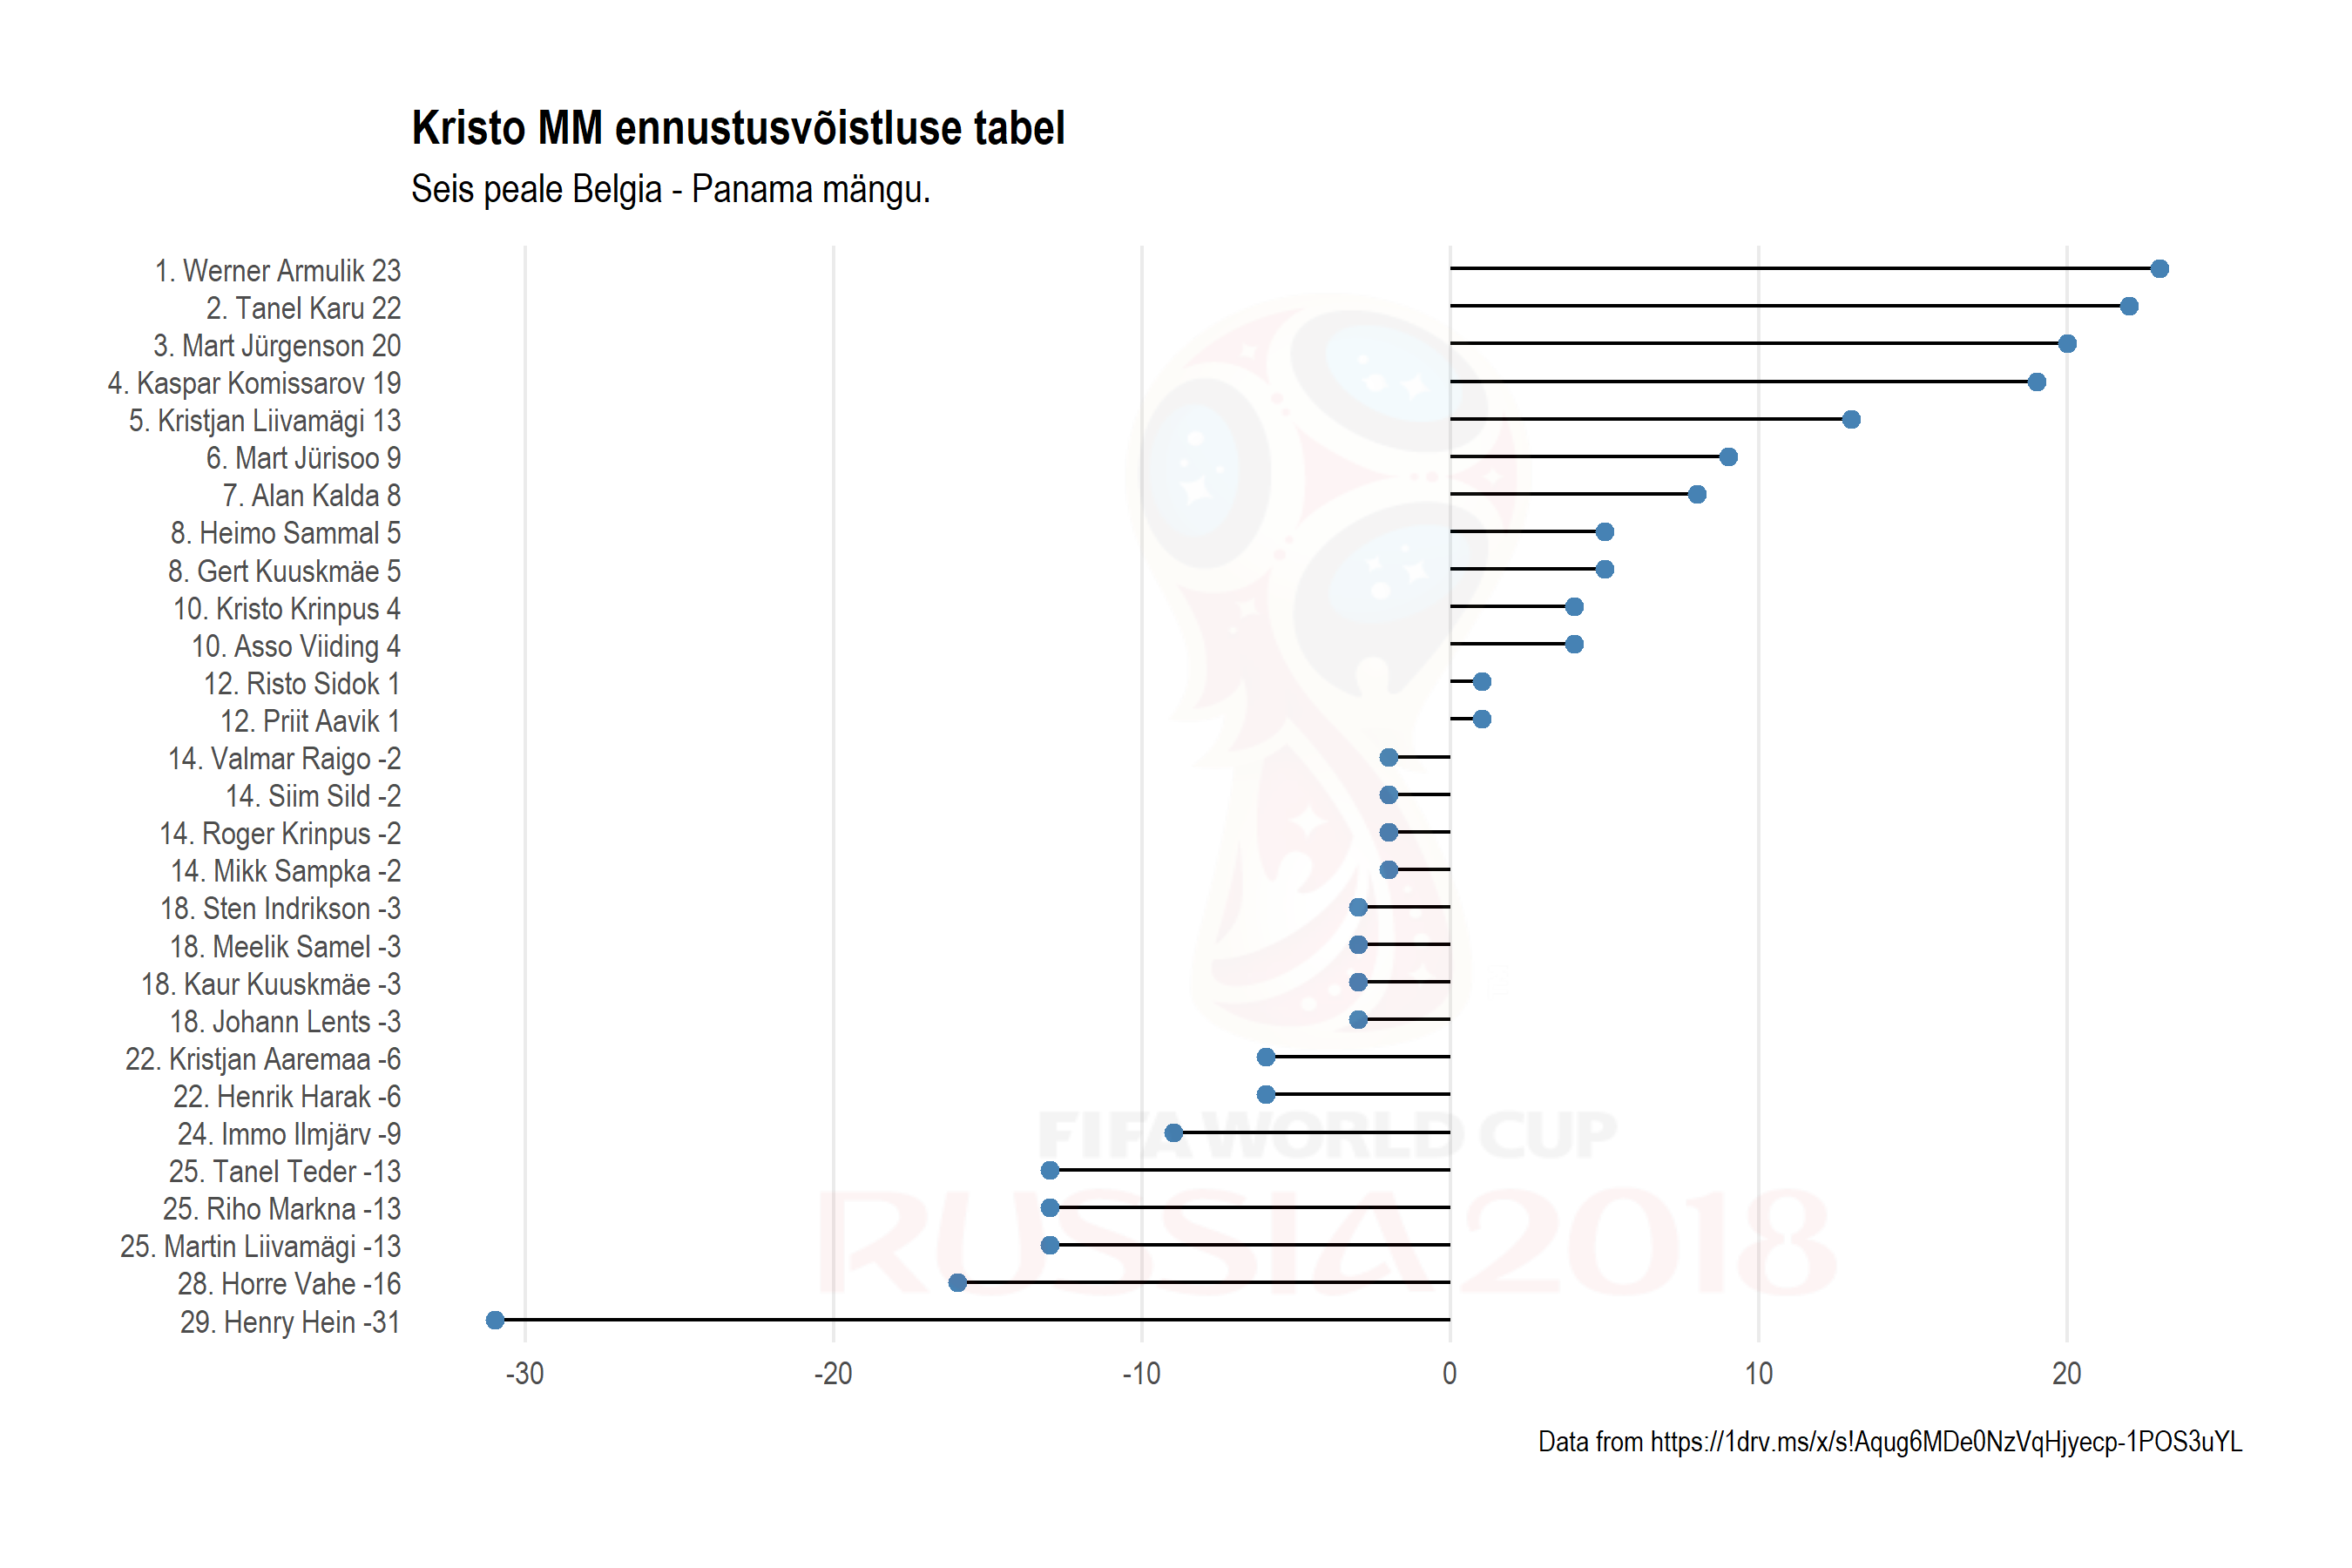 Kristo MM ennustusvõistluse tabel
Seis peale Belgia - Panama mängu.
1. Werner Armulik 23
2. Tanel Karu 22
3. Mart Jürgenson 20
4. Kaspar Komissarov 19
5. Kristjan Liivamägi 13
6. Mart Jürisoo 9
7. Alan Kalda 8
8. Heimo Sammal 5
8. Gert Kuuskmäe 5
10. Kristo Krinpus 4
10. Asso Viiding 4
12. Risto Sidok 1
12. Priit Aavik 1
14. Valmar Raigo -2
14. Siim Sild -2
14. Roger Krinpus -2
14. Mikk Sampka -2
18. Sten Indrikson -3
18. Meelik Samel -3
18. Kaur Kuuskmäe -3
18. Johann Lents -3
22. Kristjan Aaremaa -6
22. Henrik Harak -6
24. Immo Ilmjärv -9
25. Tanel Teder -13
25. Riho Markna -13
25. Martin Liivamägi -13
28. Horre Vahe -16
29. Henry Hein -31
FIFA WORLD CUP
RUSSIA 2018
-30 -20 -10 0 10 20
Data from https://1drv.ms/x/s!Aqug6MDe0NzVqHjyecp-1POS3uYL